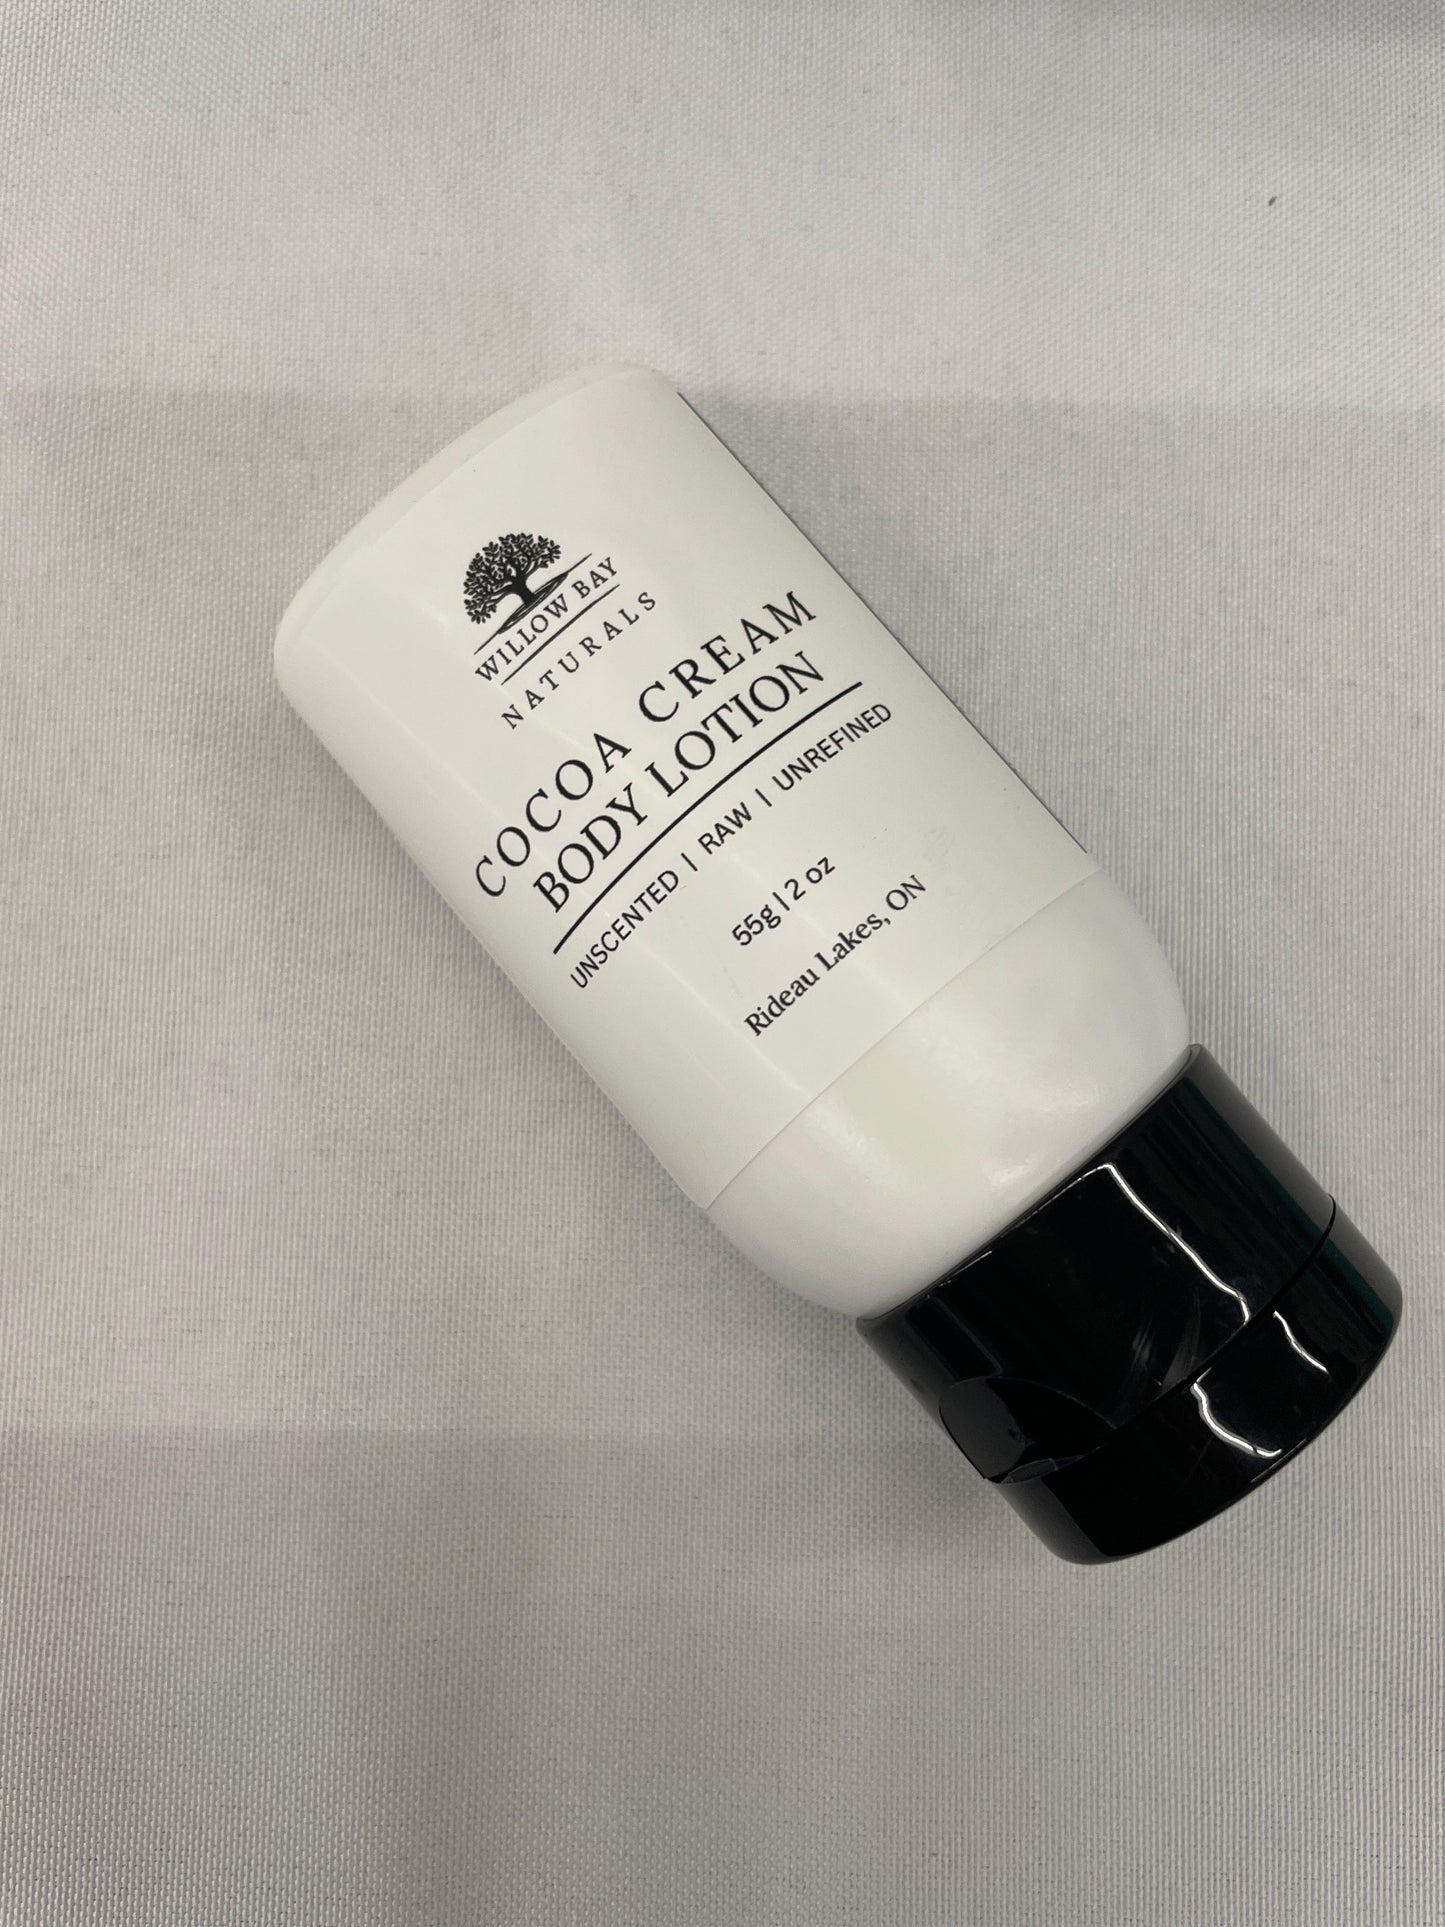 WILLOW BAY
NATURALS
COCOA CREAM
BODY LOTION
UNSCENTED | RAW | UNREFINED
55g | 2 oz
Rideau Lakes, ON